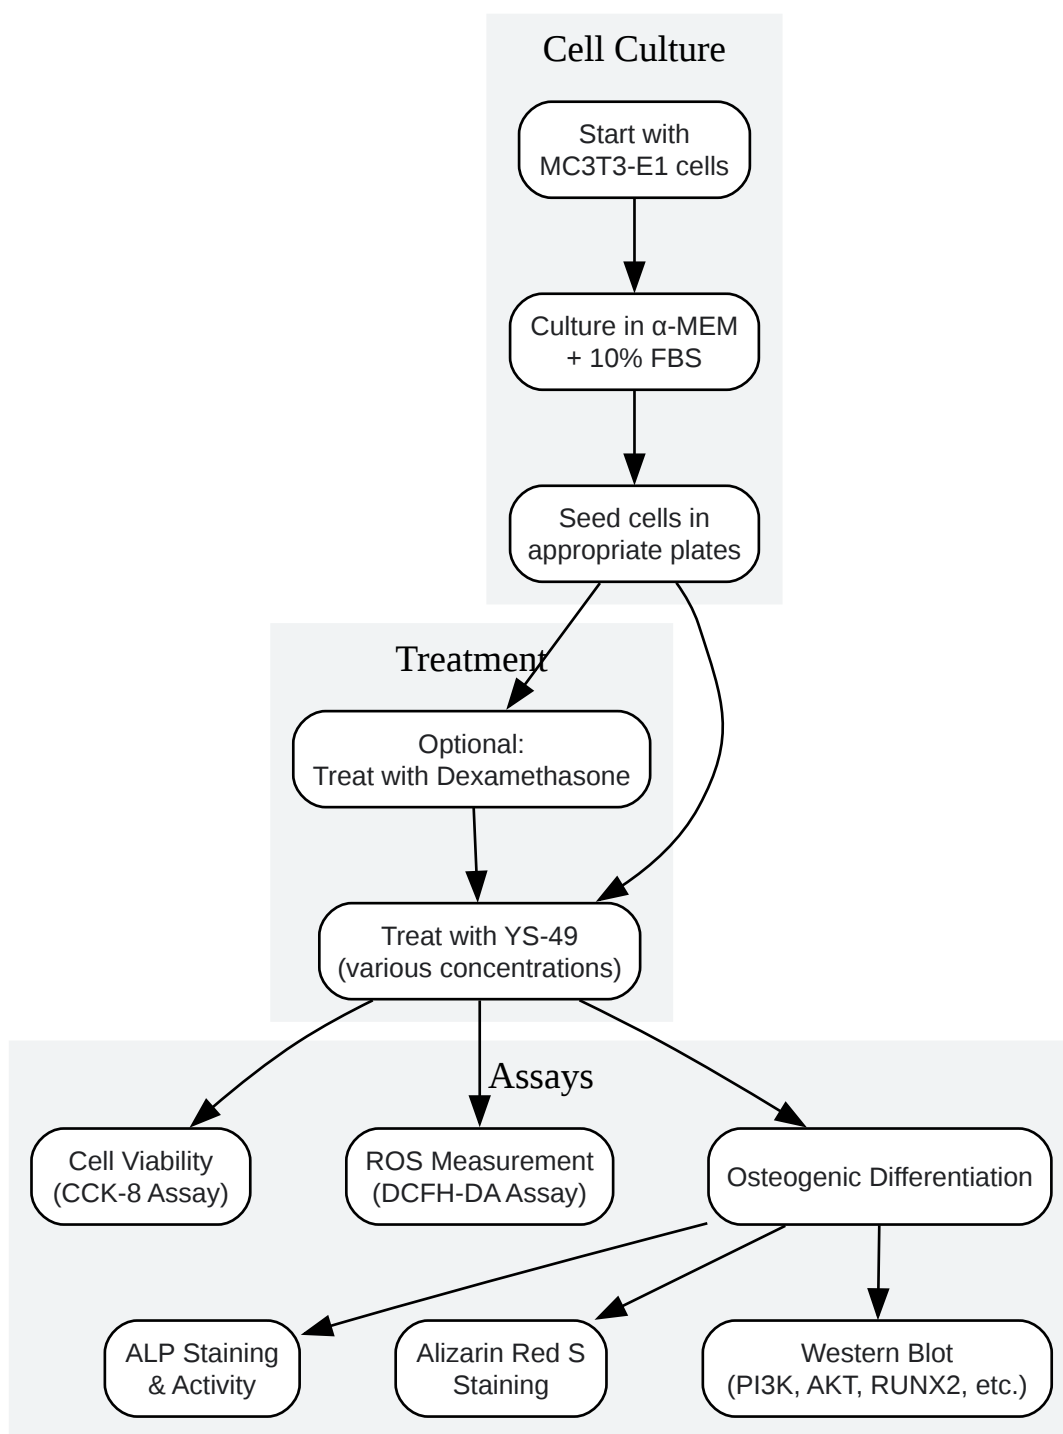 Cell Culture
Start with
MC3T3-E1 cells
Culture in α-MEM
+ 10% FBS
Seed cells in
appropriate plates
Treatment
Optional:
Treat with Dexamethasone
Treat with YS-49
(various concentrations)
Assays
Cell Viability
(CCK-8 Assay)
ROS Measurement
(DCFH-DA Assay)
Osteogenic Differentiation
ALP Staining
& Activity
Alizarin Red S
Staining
Western Blot
(PI3K, AKT, RUNX2, etc.)